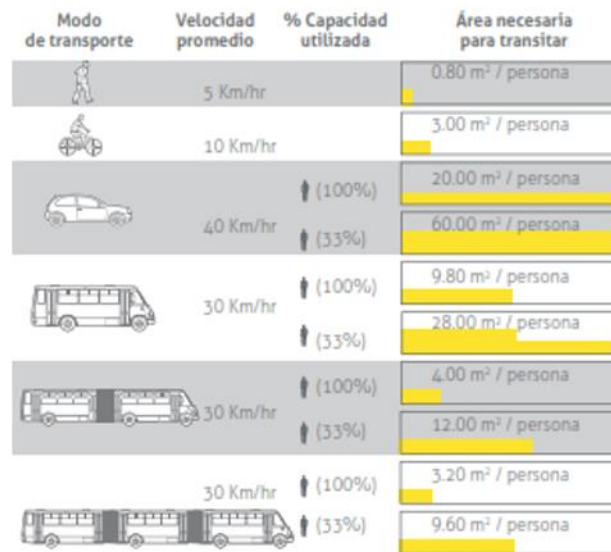 Modo de transporte
Velocidad promedio
% Capacidad utilizada
Área necesaria para transitar
5 Km/hr
0.80 m² / persona
10 Km/hr
3.00 m² / persona
40 Km/hr
(100%)
20.00 m² / persona
(33%)
60.00 m² / persona
30 Km/hr
(100%)
9.80 m² / persona
(33%)
28.00 m² / persona
30 Km/hr
(100%)
4.00 m² / persona
(33%)
12.00 m² / persona
30 Km/hr
(100%)
3.20 m² / persona
(33%)
9.60 m² / persona